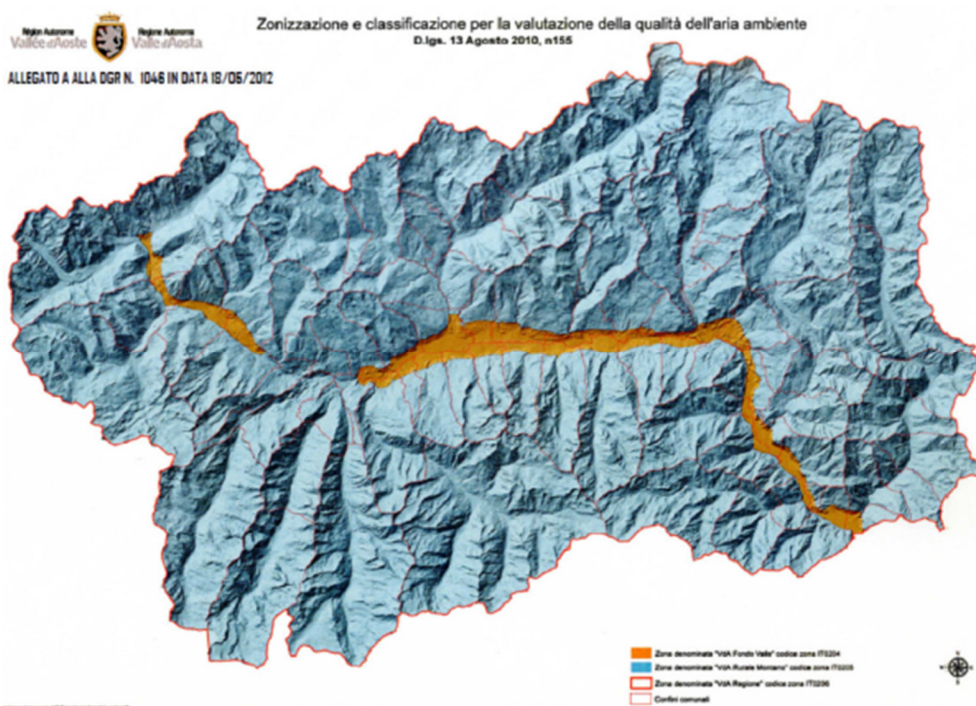 Région Autonome
Vallée d'Aoste
Regione Autonoma
Valle d'Aosta
ALLEGATO A ALLA DGR N. 1046 IN DATA 18/05/2012
Zonizzazione e classificazione per la valutazione della qualità dell'aria ambiente
D.lgs. 13 Agosto 2010, n155
Zona denominata "VdA Fondo Valle" codice zona IT0204
Zona denominata "VdA Rurale Montano" codice zona IT0205
Zona denominata "VdA Regione" codice zona IT0206
Confini comunali